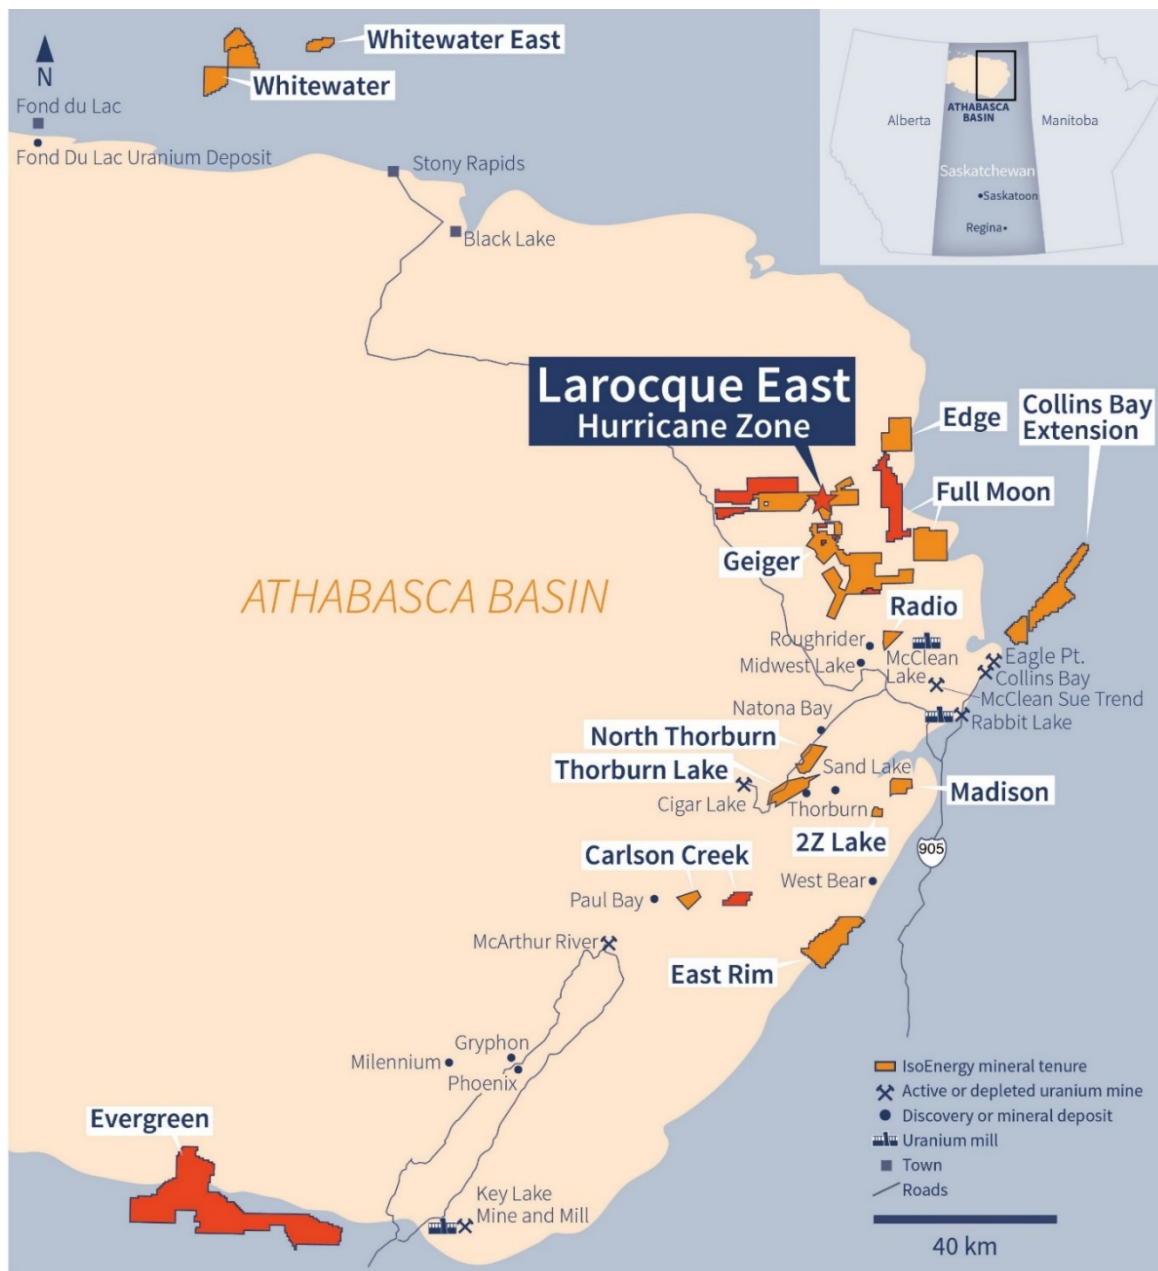 Whitewater East
Whitewater
N
Fond du Lac
Fond Du Lac Uranium Deposit
Stony Rapids
Black Lake
ATHABASCA
BASIN
Alberta
Manitoba
Saskatchewan
Saskatoon
Regina
Larocque East
Hurricane Zone
Edge
Collins Bay
Extension
Full Moon
Geiger
ATHABASCA BASIN
Radio
Roughrider
Midwest Lake
McClean
Lake
Eagle Pt.
Collins Bay
McClean Sue Trend
Rabbit Lake
Natona Bay
North Thorburn
Sand Lake
Thorburn Lake
Cigar Lake
Thorburn
Madison
2Z Lake
905
Carlson Creek
West Bear
Paul Bay
McArthur River
East Rim
Gryphon
Milennium
Phoenix
Evergreen
Key Lake
Mine and Mill
IsoEnergy mineral tenure
Active or depleted uranium mine
Discovery or mineral deposit
Uranium mill
Town
Roads
40 km